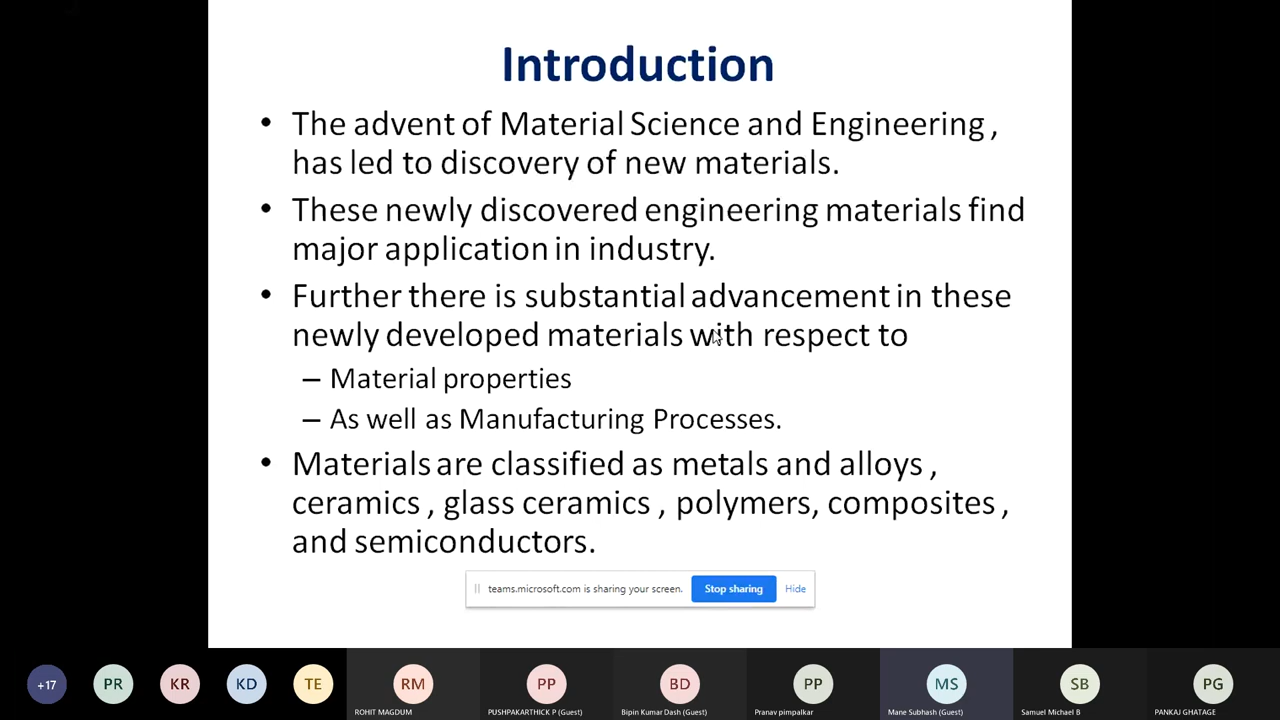 Introduction
• The advent of Material Science and Engineering ,
has led to discovery of new materials.
• These newly discovered engineering materials find
major application in industry.
• Further there is substantial advancement in these
newly developed materials with respect to
– Material properties
– As well as Manufacturing Processes.
• Materials are classified as metals and alloys ,
ceramics , glass ceramics , polymers, composites ,
and semiconductors.
teams.microsoft.com is sharing your screen. Stop sharing Hide
+17 PR KR KD TE RM PP BD PP MS SB PG
ROHIT MAGDUM PUSHPAKARTHICK P (Guest) Bipin Kumar Dash (Guest) Pranav pimpalkar Mane Subhash (Guest) Samuel Michael B PANKAJ GHATAGE